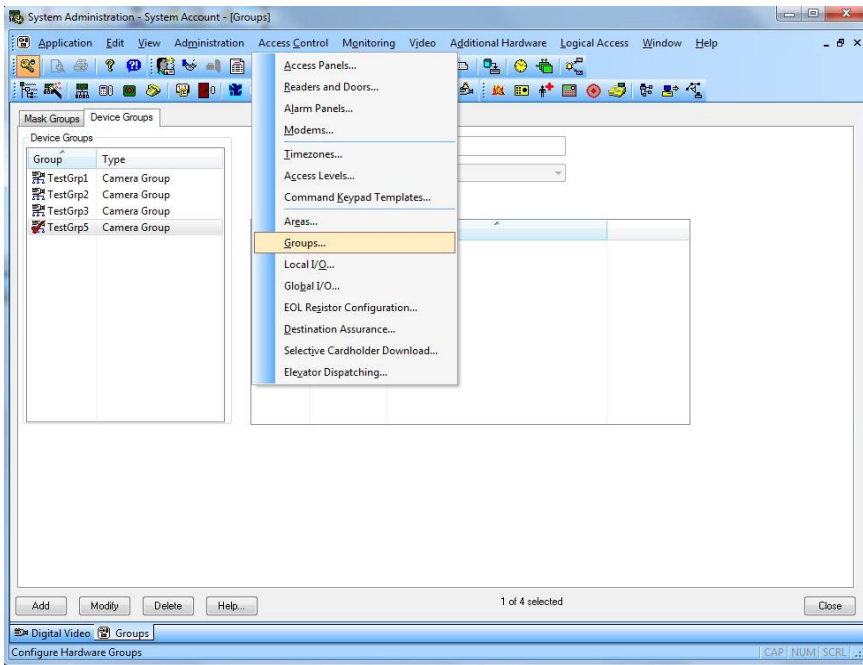 System Administration - System Account - [Groups]
Application Edit View Administration Access Control Monitoring Video Additional Hardware Logical Access Window Help
Mask Groups Device Groups
Device Groups
Group Type
TestGrp1 Camera Group
TestGrp2 Camera Group
TestGrp3 Camera Group
TestGrp5 Camera Group
Access Panels...
Readers and Doors...
Alarm Panels...
Modems...
Timezones...
Access Levels...
Command Keypad Templates...
Areas...
Groups...
Local I/O...
Global I/O...
EOL Resistor Configuration...
Destination Assurance...
Selective Cardholder Download...
Elevator Dispatching...
Add Modify Delete Help... 1 of 4 selected Close
Digital Video Groups
Configure Hardware Groups CAP NUM SCRL